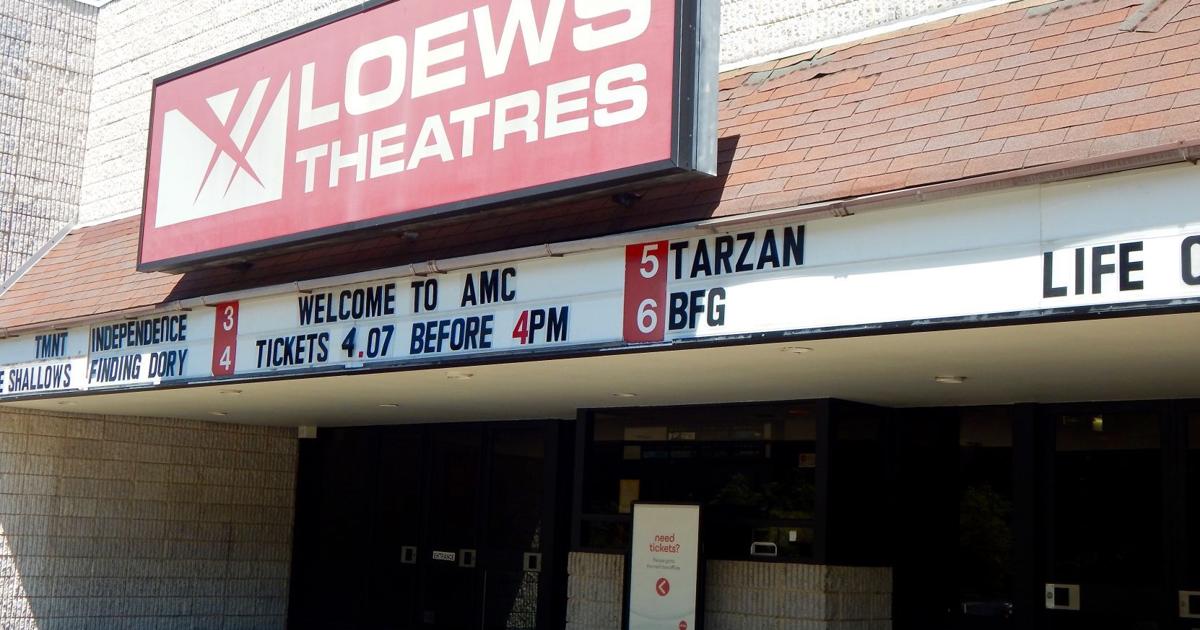 LOEWS
THEATRES
TMNT
SHALLOWS
INDEPENDENCE
FINDING DORY
3
4
WELCOME TO AMC
TICKETS 4.07 BEFORE 4PM
5 TARZAN
6 BFG
LIFE
ENTRANCE
need
tickets?